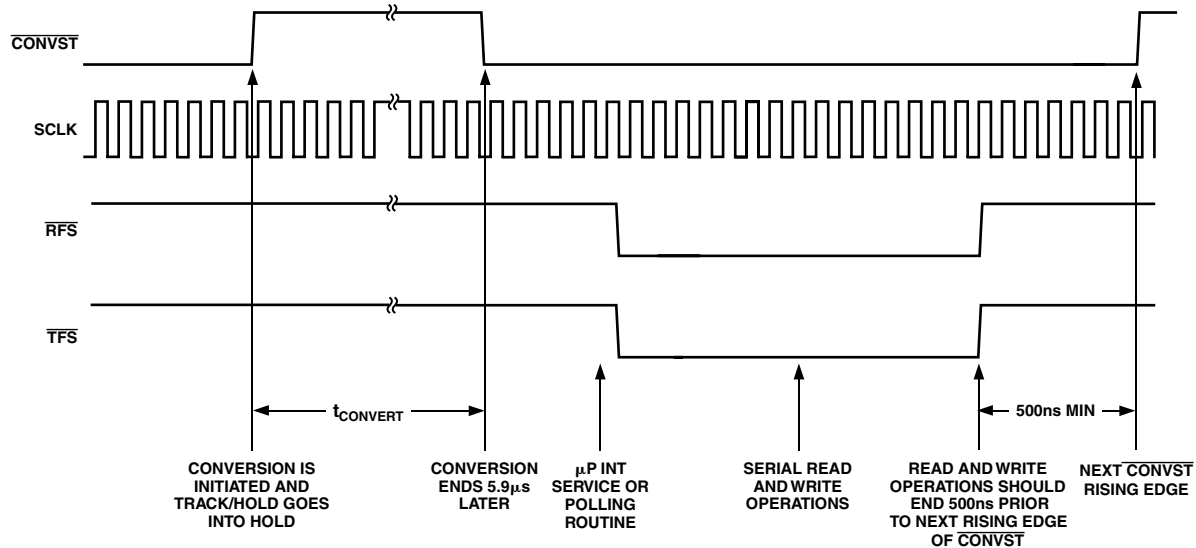 CONVST
SCLK
RFS
TFS
tCONVERT
500ns MIN
CONVERSION IS
INITIATED AND
TRACK/HOLD GOES
INTO HOLD
CONVERSION
ENDS 5.9μs
LATER
μP INT
SERVICE OR
POLLING
ROUTINE
SERIAL READ
AND WRITE
OPERATIONS
READ AND WRITE
OPERATIONS SHOULD
END 500ns PRIOR
TO NEXT RISING EDGE
OF CONVST
NEXT CONVST
RISING EDGE